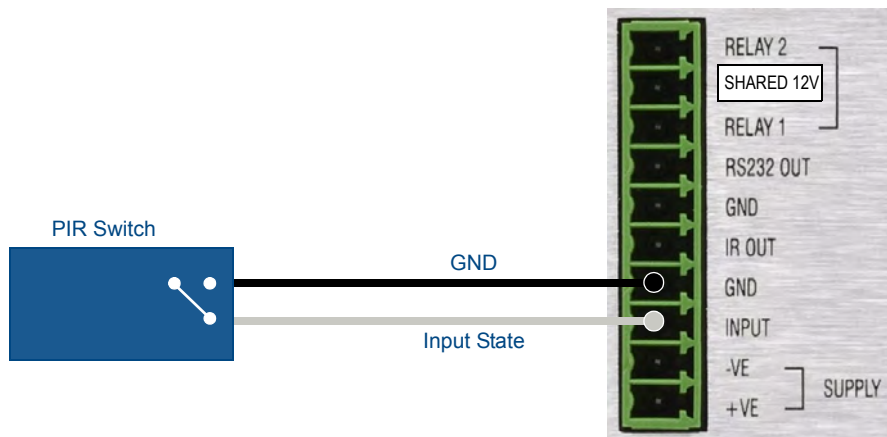 RELAY 2
SHARED 12V
RELAY 1
RS232 OUT
GND
PIR Switch
IR OUT
GND
GND
Input State
INPUT
-VE
SUPPLY
+VE